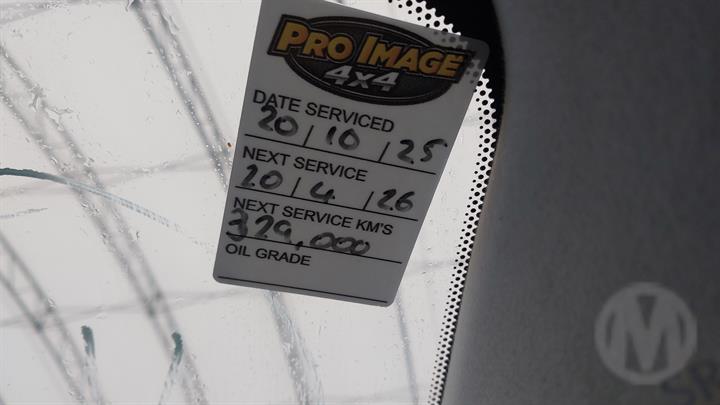 PRO IMAGE
4x4
DATE SERVICED
20 / 10 / 25
NEXT SERVICE
20 / 4 / 26
NEXT SERVICE KM'S
329,000
OIL GRADE
M